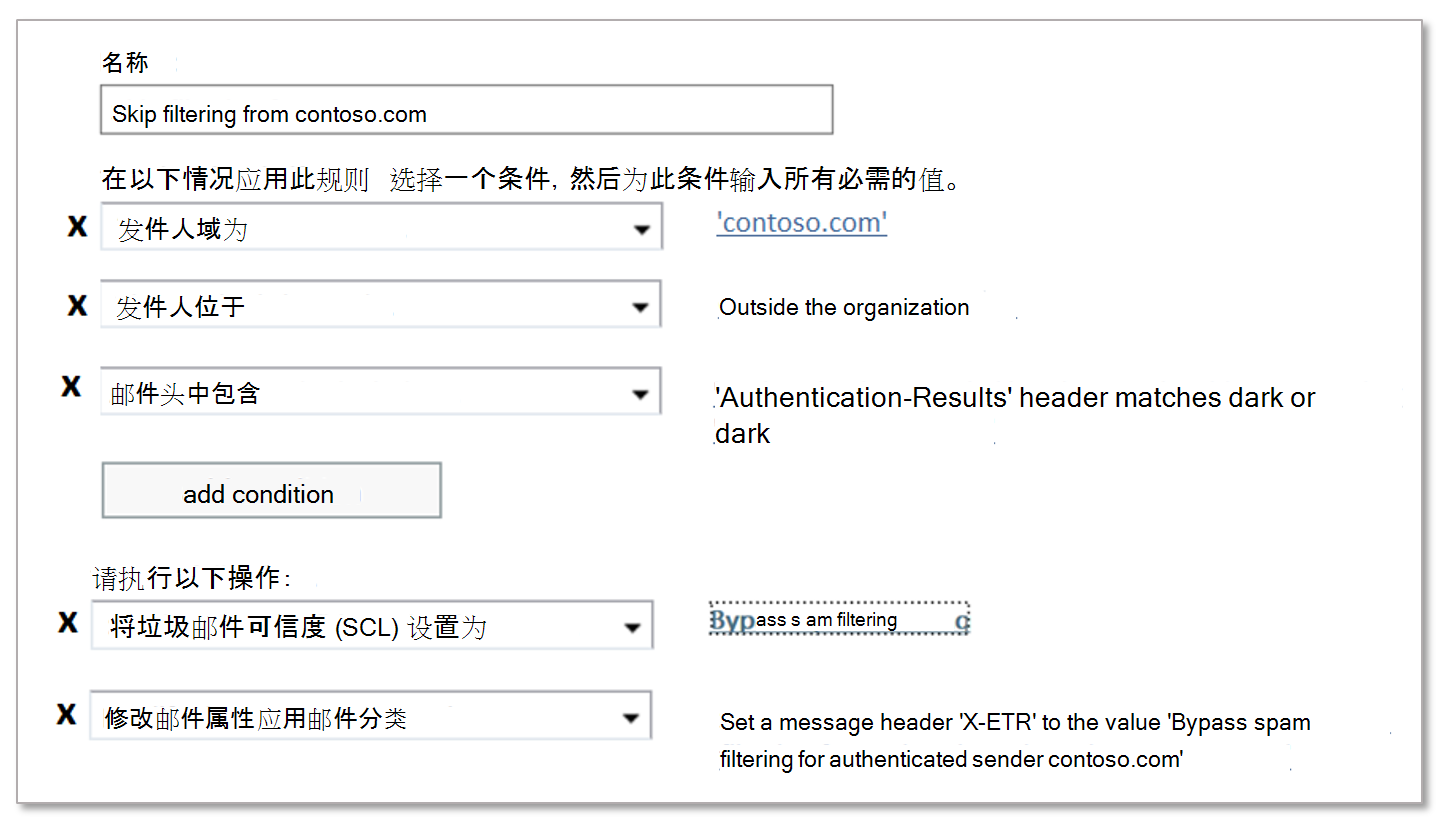 名称
Skip filtering from contoso.com
在以下情况应用此规则 选择一个条件, 然后为此条件输入所有必需的值。
X 发件人域为 'contoso.com'
X 发件人位于 Outside the organization
X 邮件头中包含 'Authentication-Results' header matches dark or
dark
add condition
请执行以下操作:
X 将垃圾邮件可信度 (SCL) 设置为 Bypass s am filtering
X 修改邮件属性应用邮件分类 Set a message header 'X-ETR' to the value 'Bypass spam
filtering for authenticated sender contoso.com'